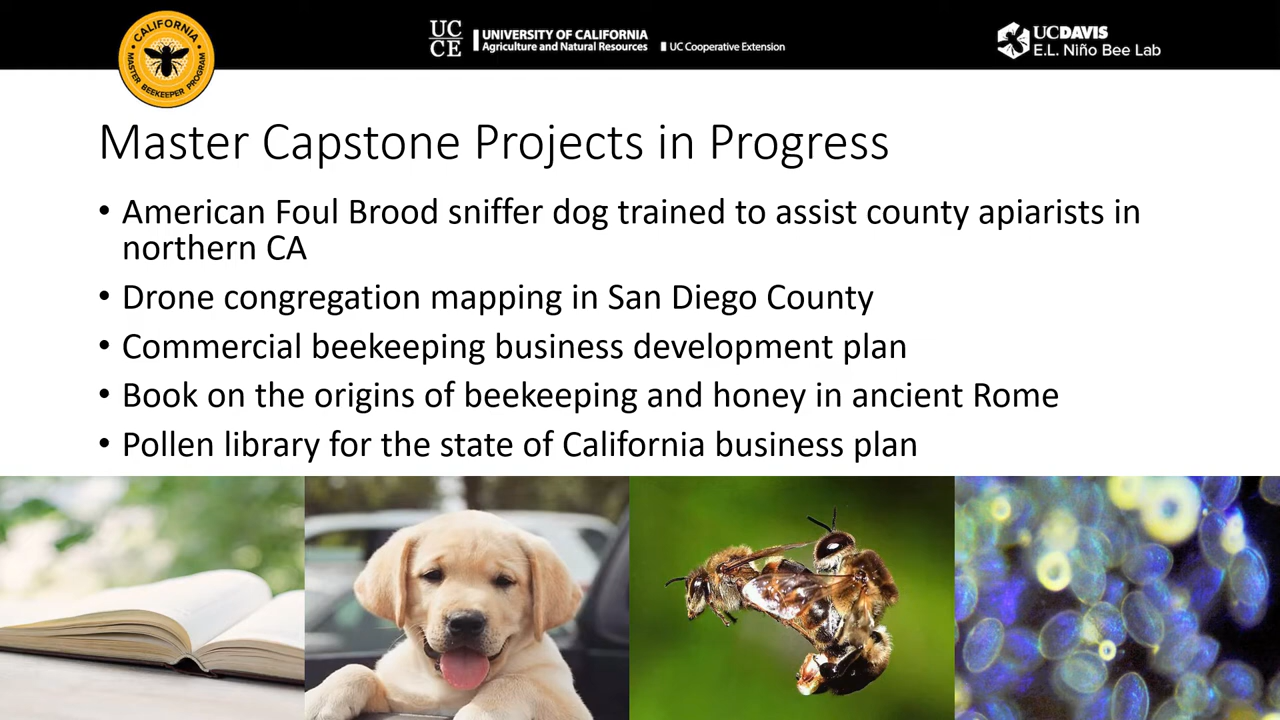 CALIFORNIA
MASTER BEEKEEPER PROGRAM
UC
CE
UNIVERSITY OF CALIFORNIA
Agriculture and Natural Resources
UC Cooperative Extension
UCDAVIS
E.L. Niño Bee Lab
Master Capstone Projects in Progress
• American Foul Brood sniffer dog trained to assist county apiarists in
northern CA
• Drone congregation mapping in San Diego County
• Commercial beekeeping business development plan
• Book on the origins of beekeeping and honey in ancient Rome
• Pollen library for the state of California business plan